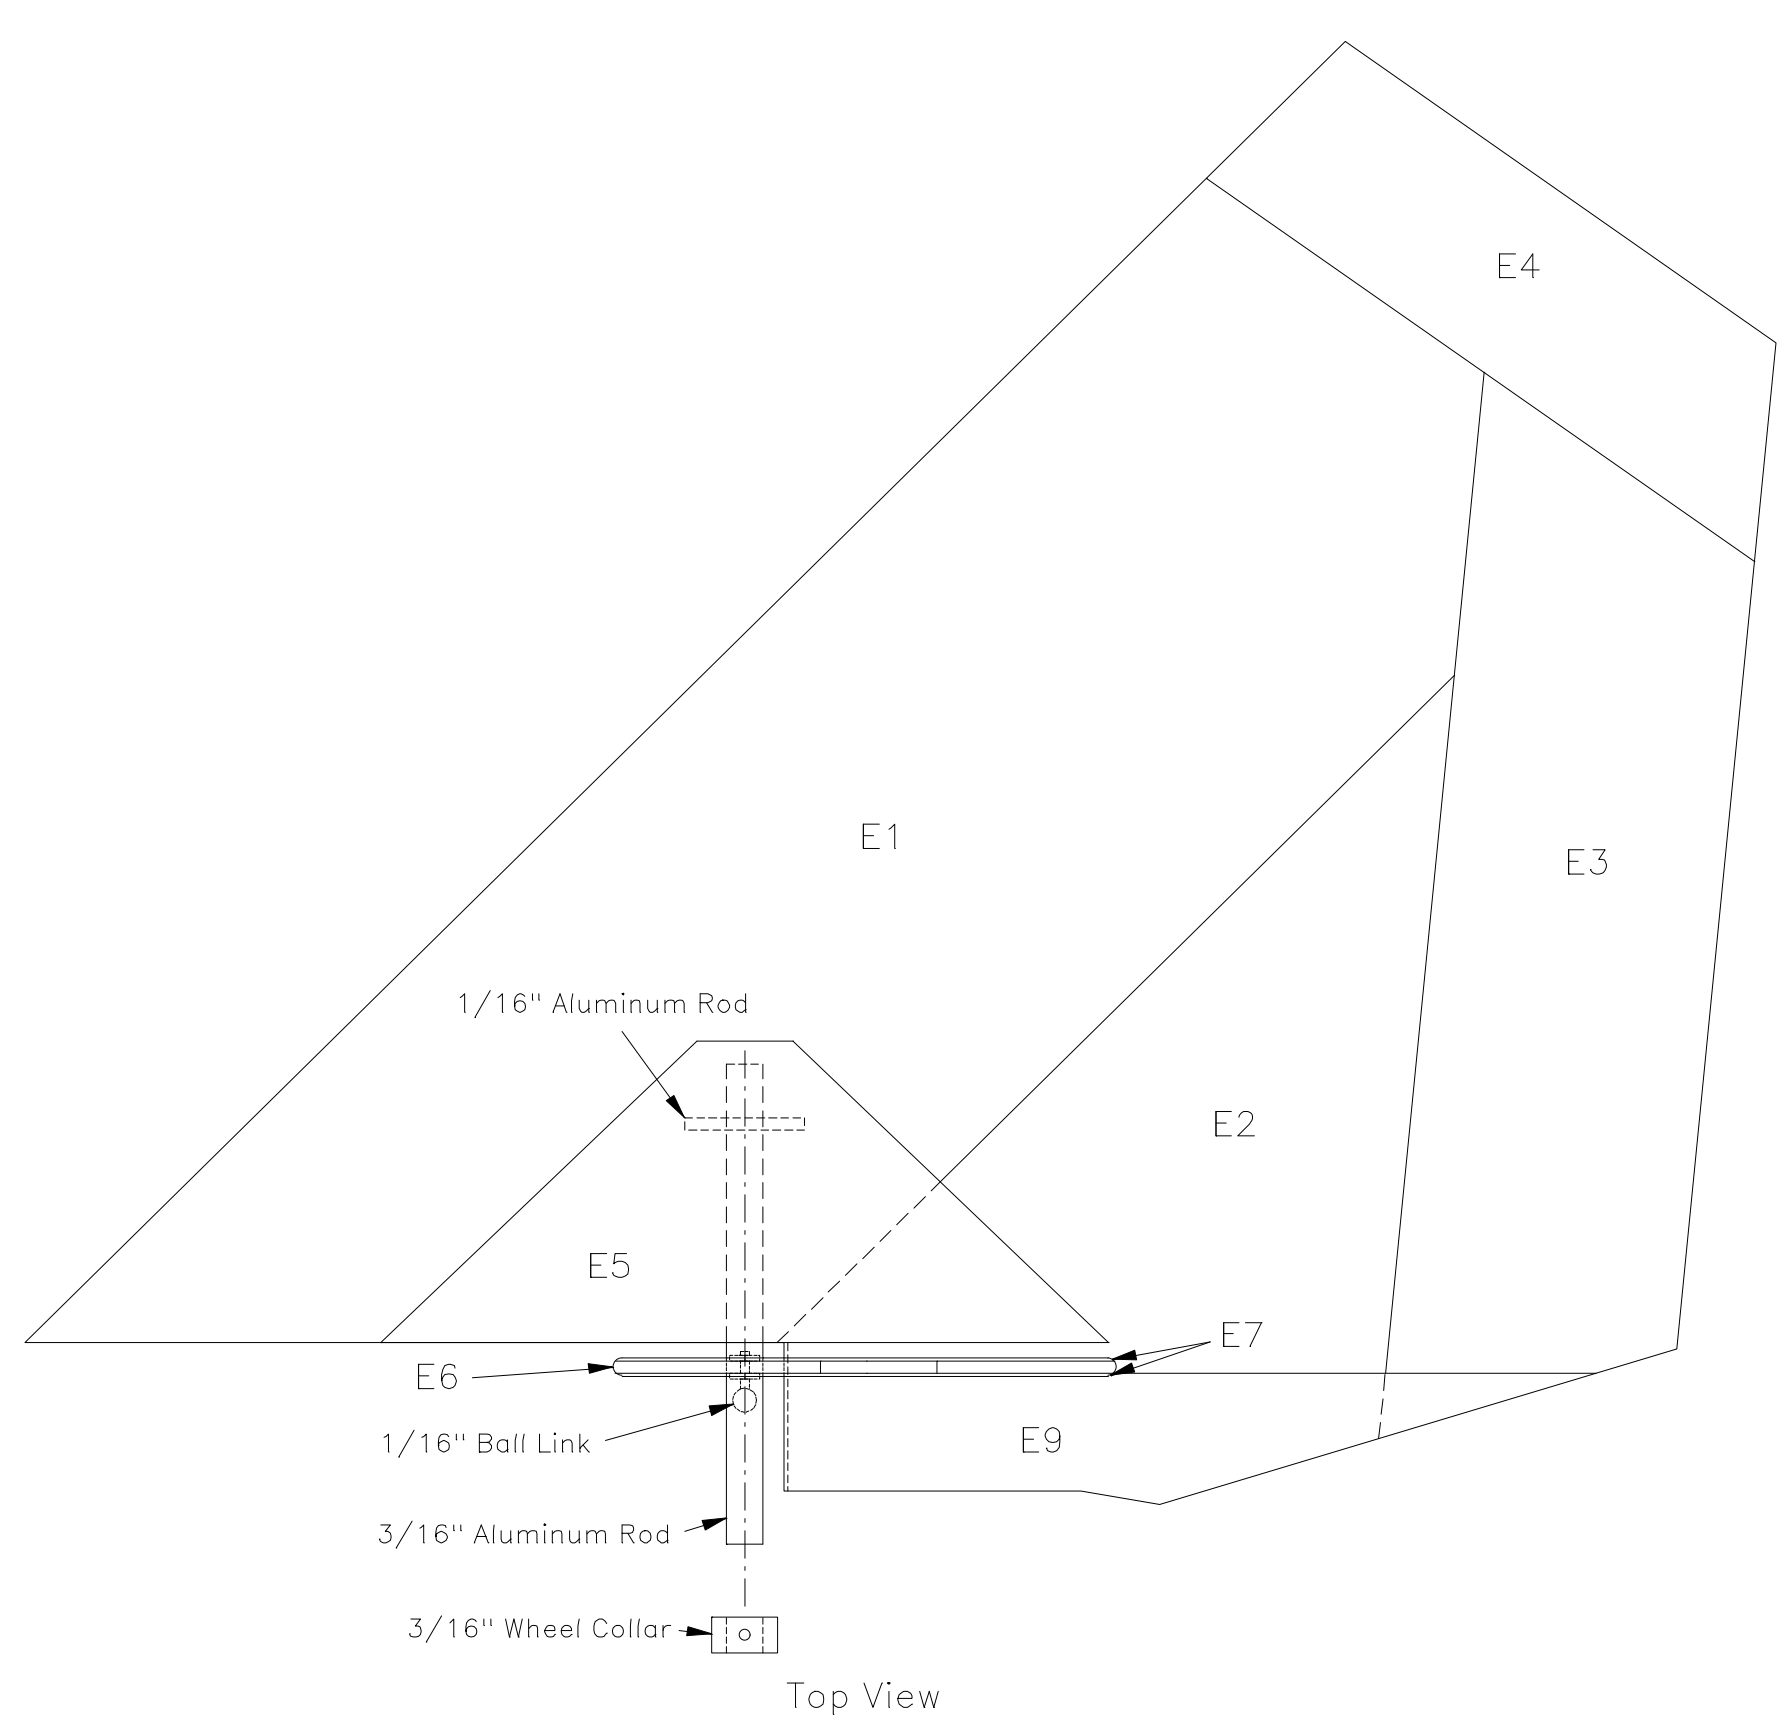 E4
E1
E3
1/16" Aluminum Rod
E2
E5
E7
E6
1/16" Ball Link
E9
3/16" Aluminum Rod
3/16" Wheel Collar
Top View